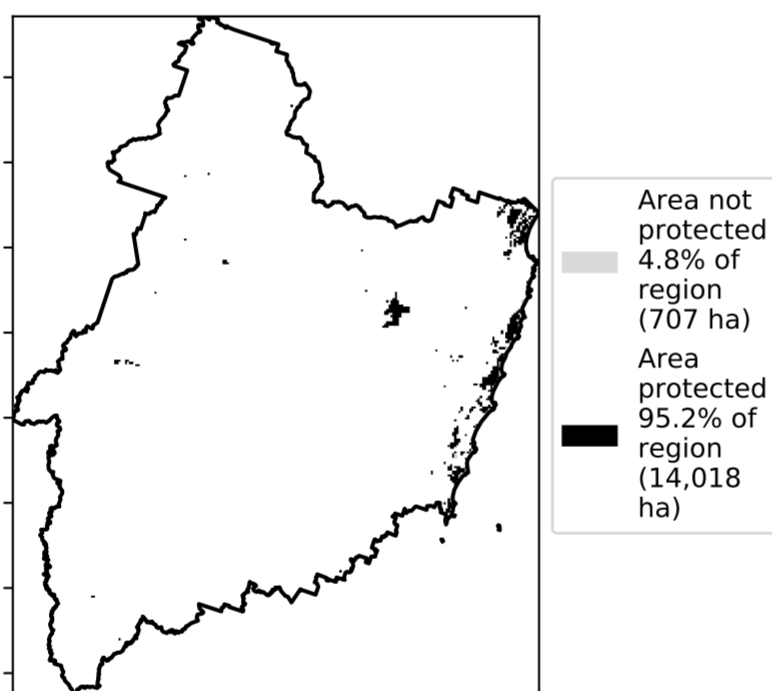 Area not
protected
4.8% of
region
(707 ha)
Area
protected
95.2% of
region
(14,018
ha)